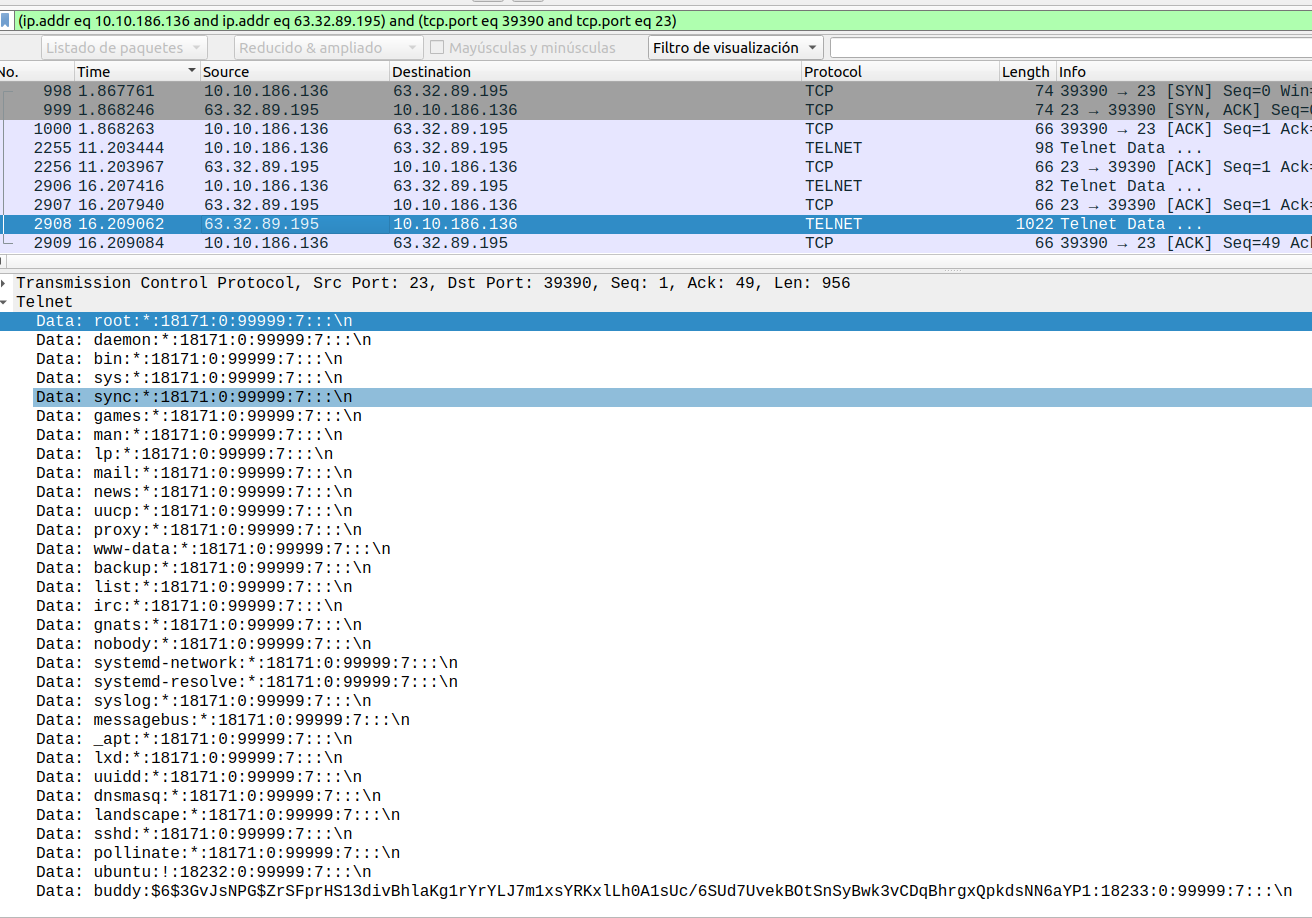 (ip.addr eq 10.10.186.136 and ip.addr eq 63.32.89.195) and (tcp.port eq 39390 and tcp.port eq 23)
Listado de paquetes Reducido & ampliado Mayúsculas y minúsculas Filtro de visualización
No. Time Source Destination Protocol Length Info
998 1.867761 10.10.186.136 63.32.89.195 TCP 74 39390 → 23 [SYN] Seq=0 Win=
999 1.868246 63.32.89.195 10.10.186.136 TCP 74 23 → 39390 [SYN, ACK] Seq=0
1000 1.868263 10.10.186.136 63.32.89.195 TCP 66 39390 → 23 [ACK] Seq=1 Ack=
2255 11.203444 10.10.186.136 63.32.89.195 TELNET 98 Telnet Data ...
2256 11.203967 63.32.89.195 10.10.186.136 TCP 66 23 → 39390 [ACK] Seq=1 Ack=
2906 16.207416 10.10.186.136 63.32.89.195 TELNET 82 Telnet Data ...
2907 16.207940 63.32.89.195 10.10.186.136 TCP 66 23 → 39390 [ACK] Seq=1 Ack=
2908 16.209062 63.32.89.195 10.10.186.136 TELNET 1022 Telnet Data ...
2909 16.209084 10.10.186.136 63.32.89.195 TCP 66 39390 → 23 [ACK] Seq=49 Ack
Transmission Control Protocol, Src Port: 23, Dst Port: 39390, Seq: 1, Ack: 49, Len: 956
Telnet
Data: root:*:18171:0:99999:7:::\n
Data: daemon:*:18171:0:99999:7:::\n
Data: bin:*:18171:0:99999:7:::\n
Data: sys:*:18171:0:99999:7:::\n
Data: sync:*:18171:0:99999:7:::\n
Data: games:*:18171:0:99999:7:::\n
Data: man:*:18171:0:99999:7:::\n
Data: lp:*:18171:0:99999:7:::\n
Data: mail:*:18171:0:99999:7:::\n
Data: news:*:18171:0:99999:7:::\n
Data: uucp:*:18171:0:99999:7:::\n
Data: proxy:*:18171:0:99999:7:::\n
Data: www-data:*:18171:0:99999:7:::\n
Data: backup:*:18171:0:99999:7:::\n
Data: list:*:18171:0:99999:7:::\n
Data: irc:*:18171:0:99999:7:::\n
Data: gnats:*:18171:0:99999:7:::\n
Data: nobody:*:18171:0:99999:7:::\n
Data: systemd-network:*:18171:0:99999:7:::\n
Data: systemd-resolve:*:18171:0:99999:7:::\n
Data: syslog:*:18171:0:99999:7:::\n
Data: messagebus:*:18171:0:99999:7:::\n
Data: _apt:*:18171:0:99999:7:::\n
Data: lxd:*:18171:0:99999:7:::\n
Data: uuidd:*:18171:0:99999:7:::\n
Data: dnsmasq:*:18171:0:99999:7:::\n
Data: landscape:*:18171:0:99999:7:::\n
Data: sshd:*:18171:0:99999:7:::\n
Data: pollinate:*:18171:0:99999:7:::\n
Data: ubuntu:!:18232:0:99999:7:::\n
Data: buddy:$6$3GvJsNPG$ZrSFprHS13divBhlaKg1rYrYLJ7m1xsYRKxlLh0A1sUc/6SUd7UvekBOtSnSyBwk3vCDqBhrgxQpkdsNN6aYP1:18233:0:99999:7:::\n